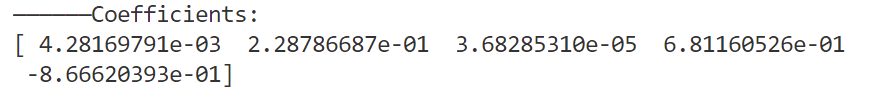 ——————Coefficients:
[ 4.28169791e-03  2.28786687e-01  3.68285310e-05  6.81160526e-01
 -8.66620393e-01]